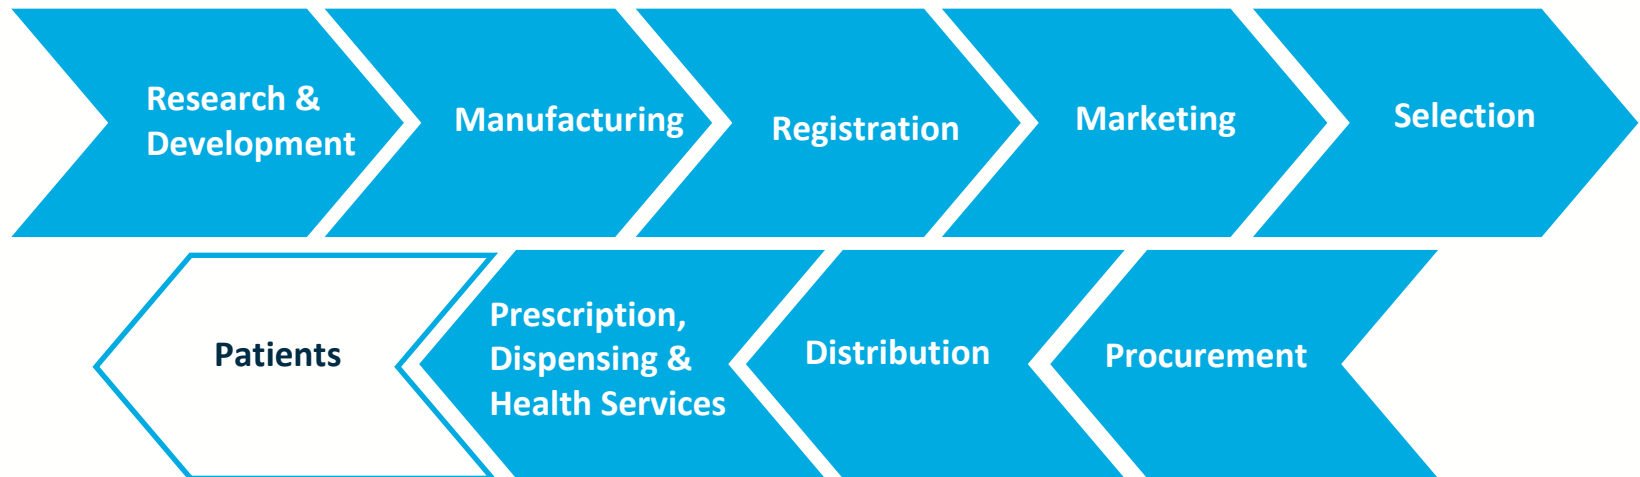 Research &
Development
Manufacturing
Registration
Marketing
Selection
Patients
Prescription,
Dispensing &
Health Services
Distribution
Procurement